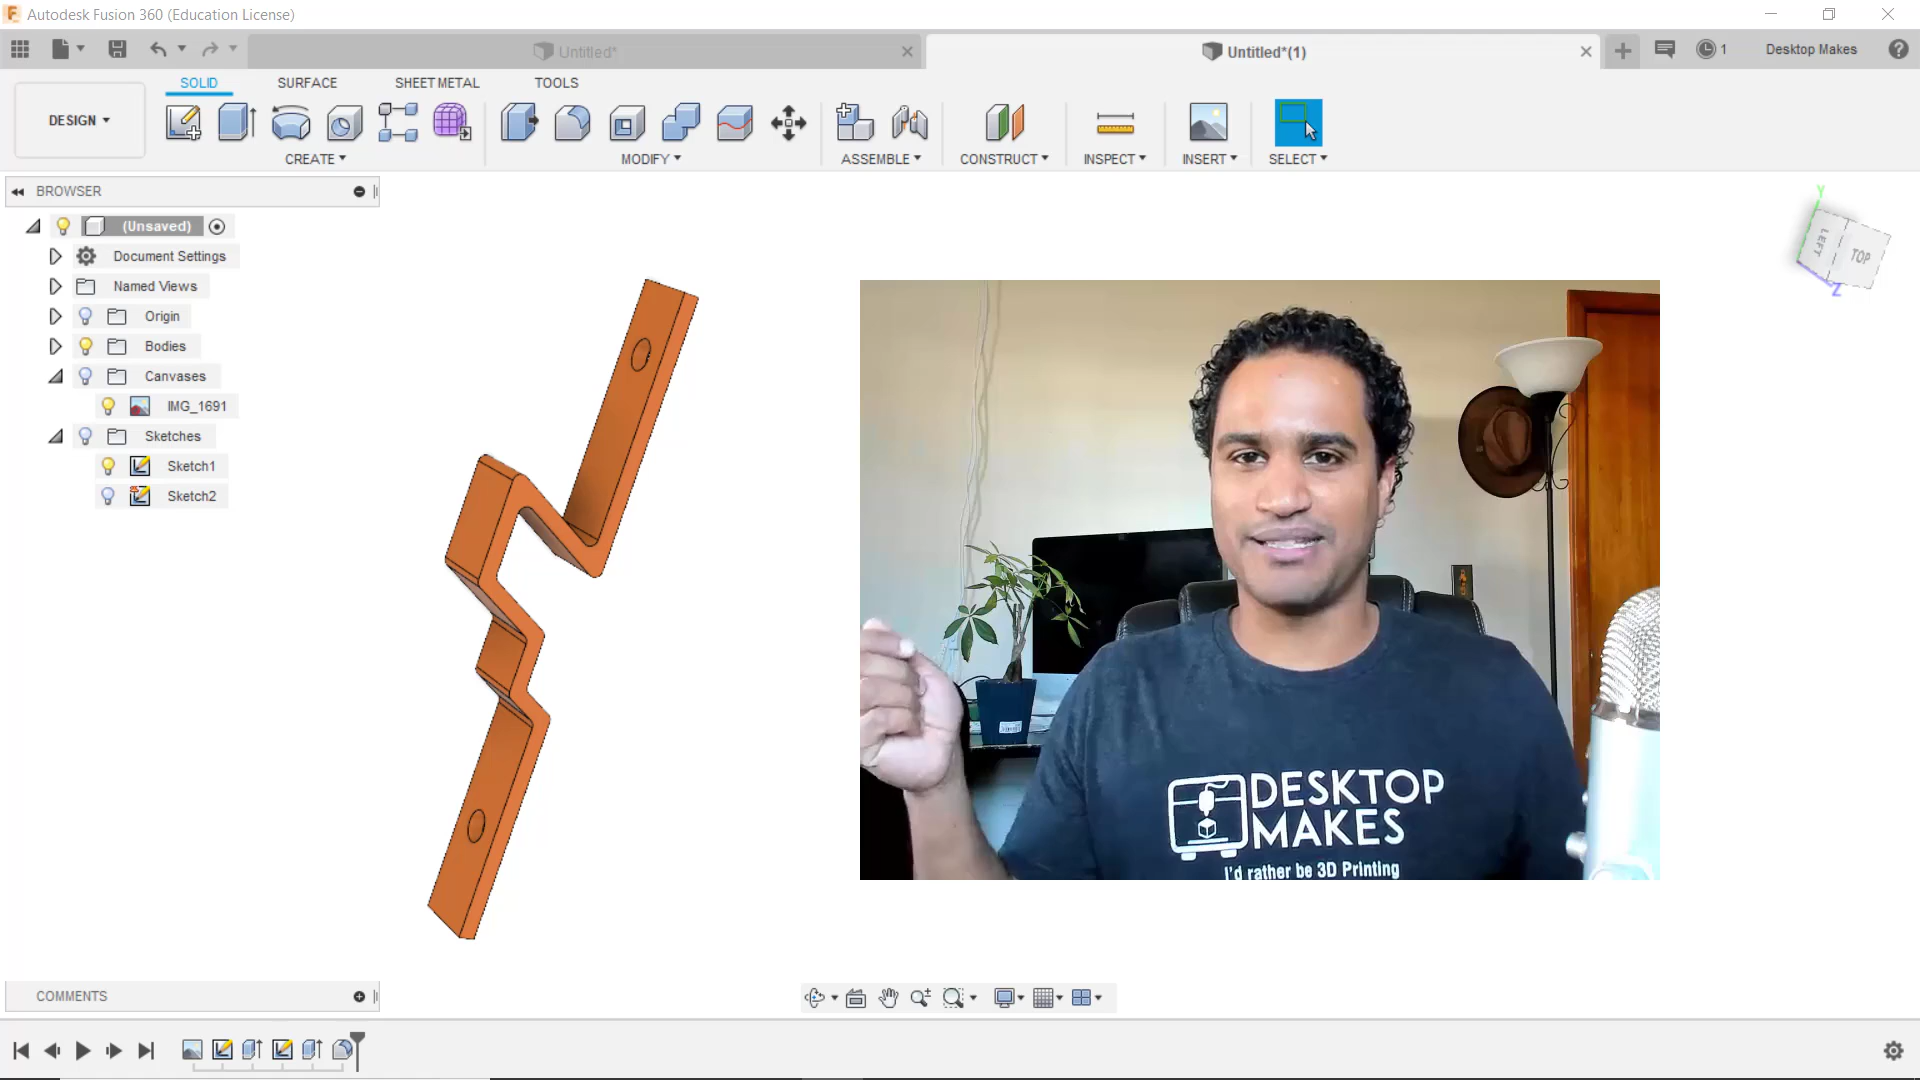 Autodesk Fusion 360 (Education License)
Untitled*
Untitled*(1)
1
Desktop Makes
DESIGN
SOLID
SURFACE
SHEET METAL
TOOLS
CREATE
MODIFY
ASSEMBLE
CONSTRUCT
INSPECT
INSERT
SELECT
BROWSER
(Unsaved)
Document Settings
Named Views
Origin
Bodies
Canvases
IMG_1691
Sketches
Sketch1
Sketch2
Y
LEFT
TOP
Z
DESKTOP
MAKES
I'd rather be 3D Printing
COMMENTS